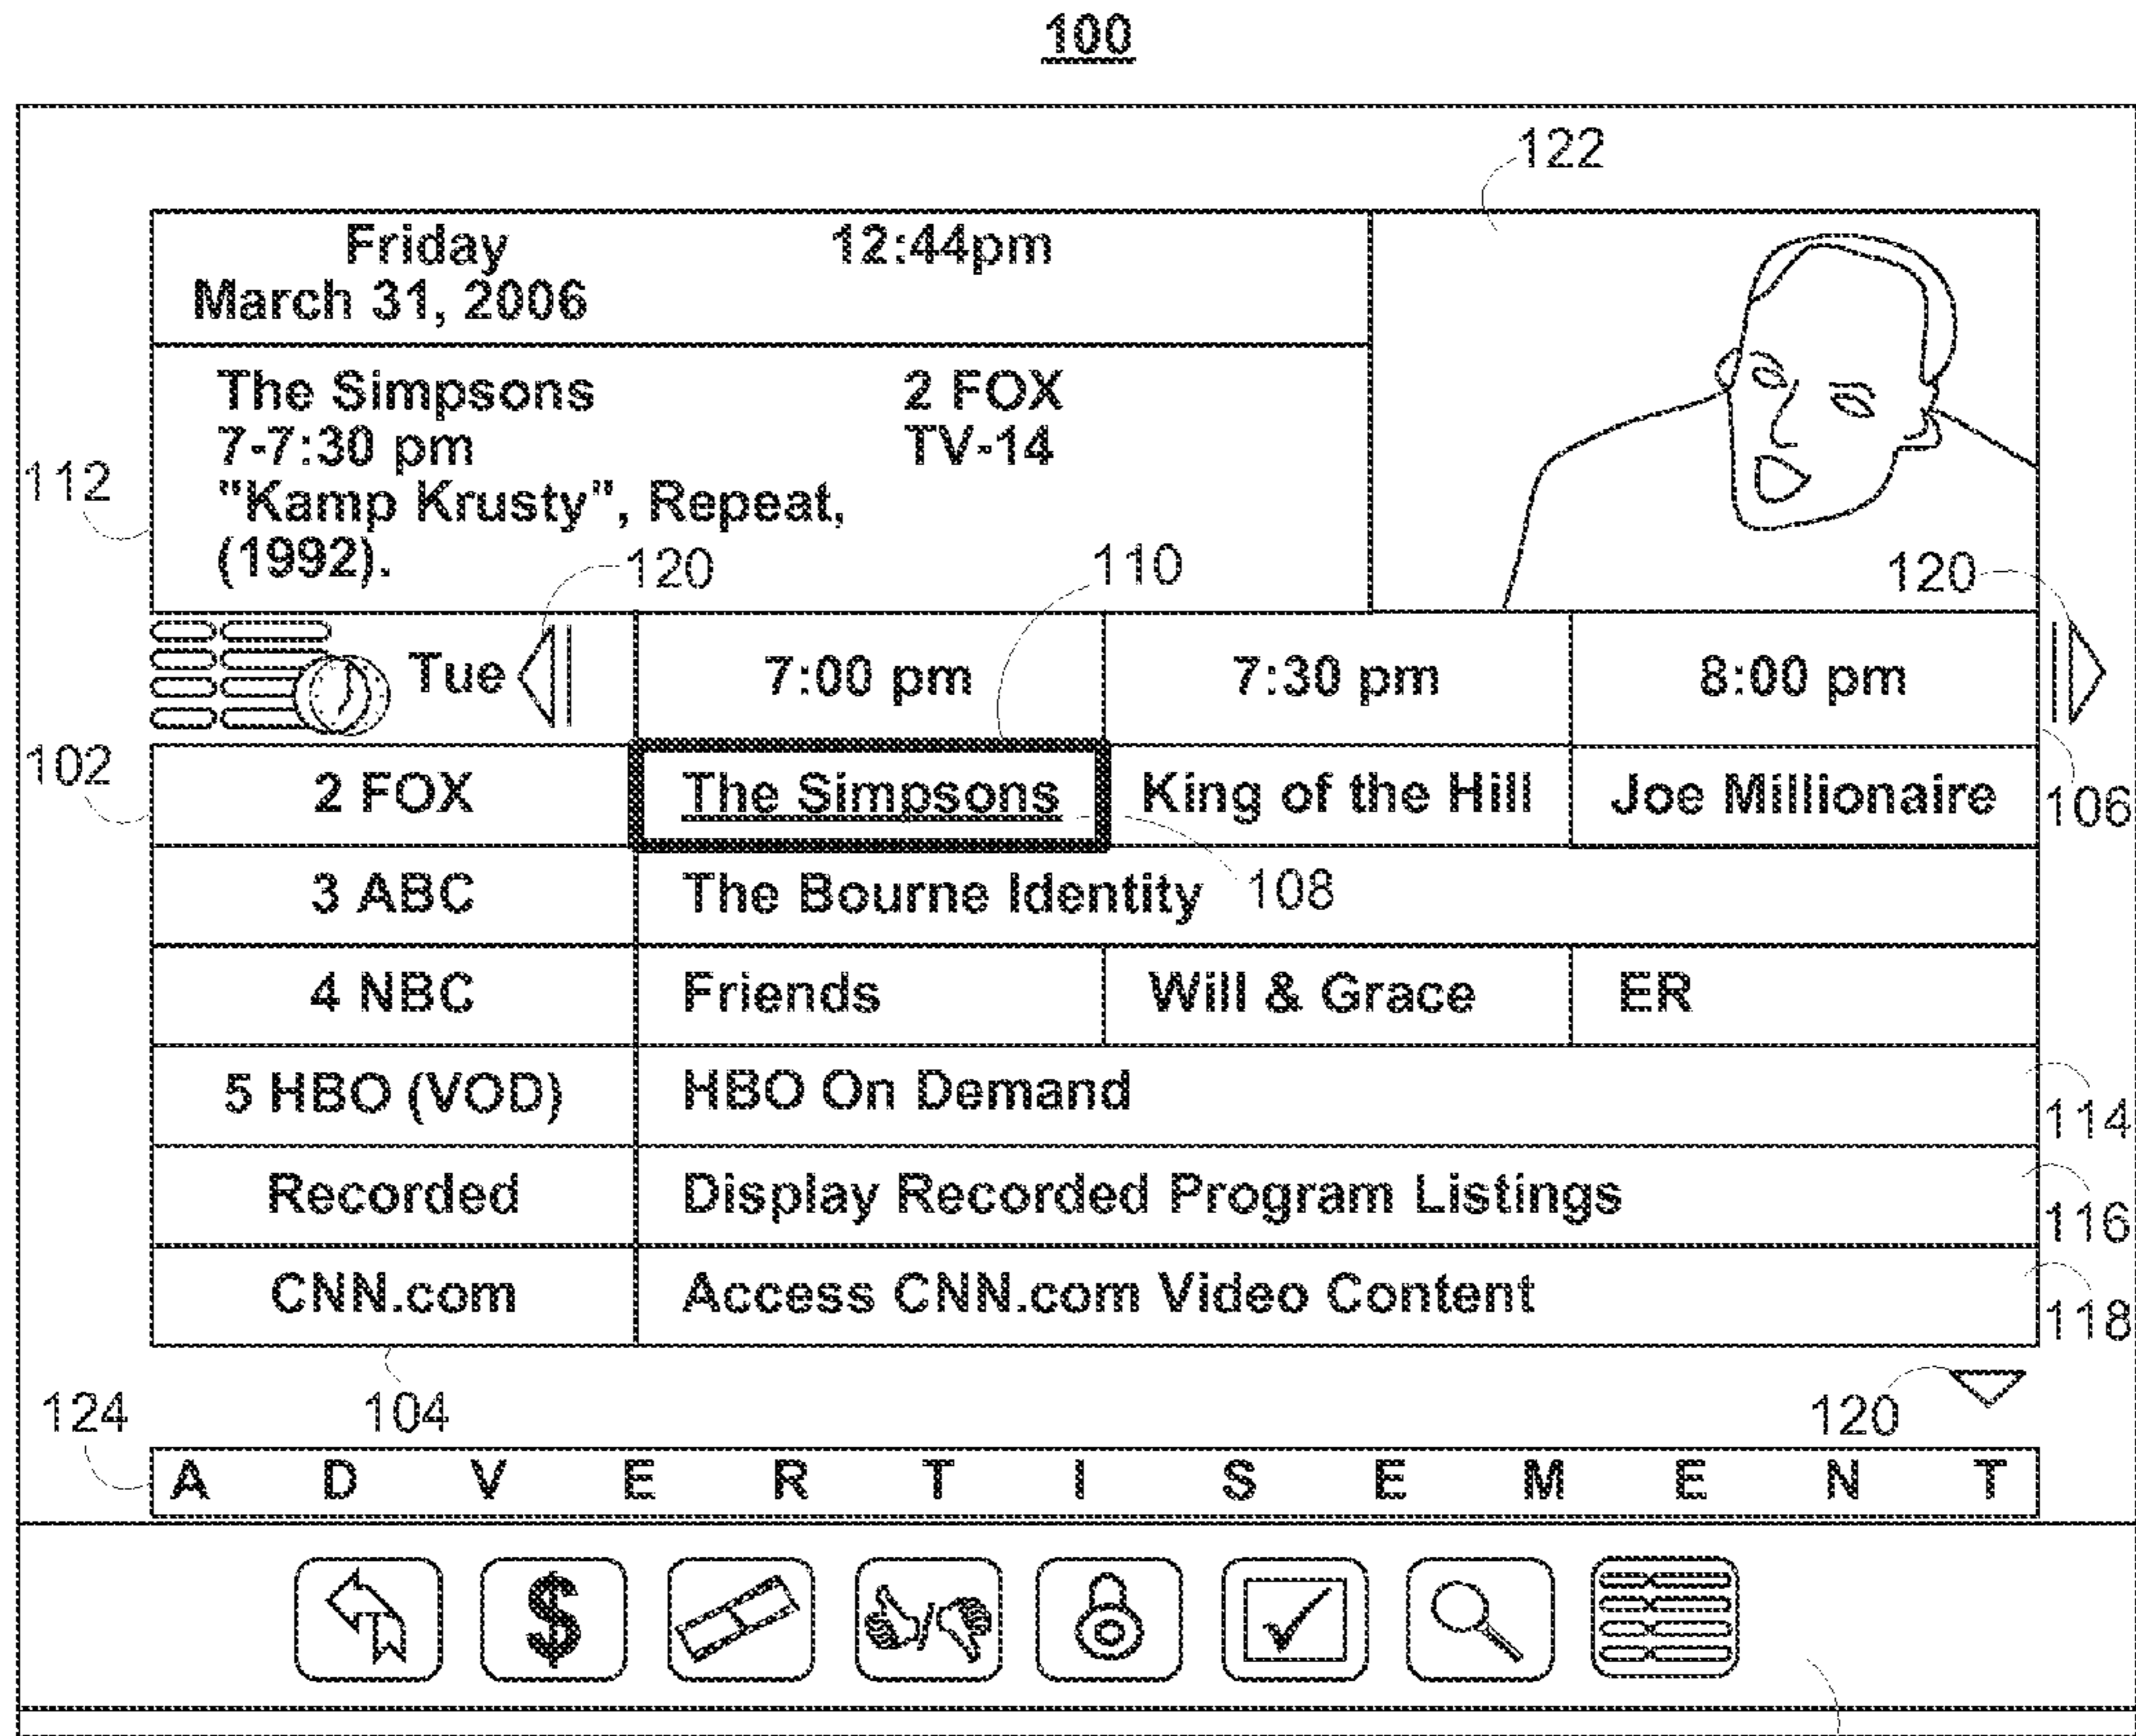 100
122
Friday 12:44pm
March 31, 2006
The Simpsons 2 FOX
7-7:30 pm TV-14
112
"Kamp Krusty", Repeat,
(1992).
120 110 120
Tue 7:00 pm 7:30 pm 8:00 pm
102
2 FOX The Simpsons King of the Hill Joe Millionaire
106
3 ABC The Bourne Identity 108
4 NBC Friends Will & Grace ER
5 HBO (VOD) HBO On Demand
114
Recorded Display Recorded Program Listings
116
CNN.com Access CNN.com Video Content
118
124 104 120
A D V E R T I S E M E N T
$